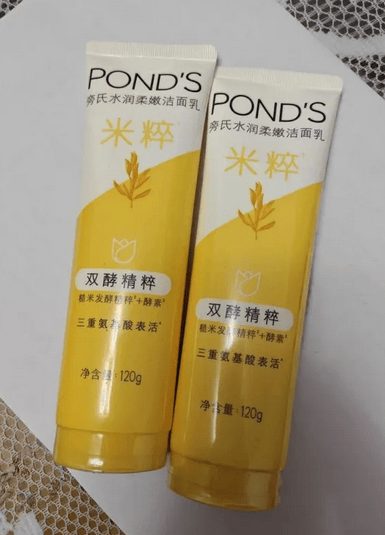 POND'S
旁氏水润柔嫩洁面乳
米粹
双酵精粹
糙米发酵精粹+酵素
三重氨基酸表活
净含量:120g
POND'S
旁氏水润柔嫩洁面乳
米粹
双酵精粹
糙米发酵精粹+酵素
三重氨基酸表活
净含量:120g